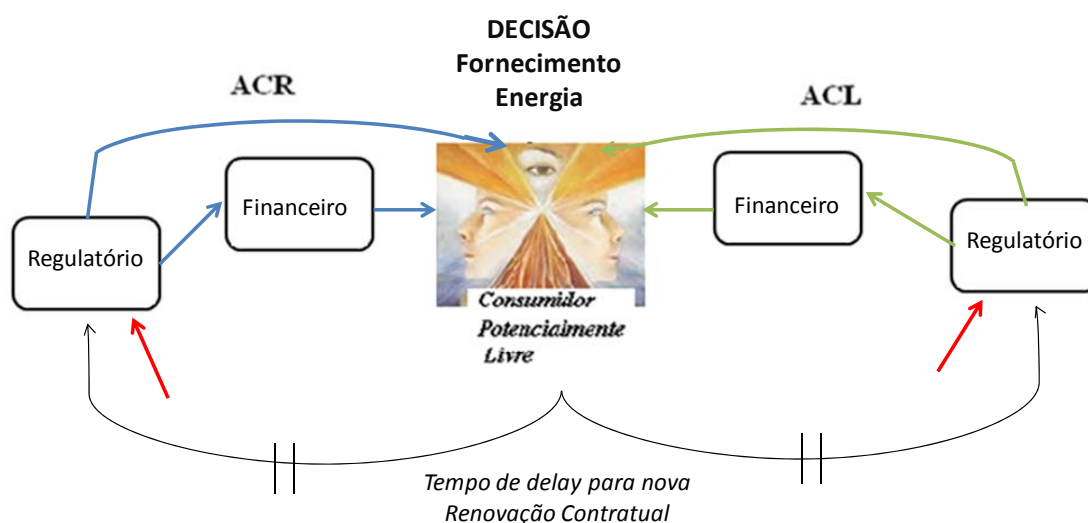 DECISÃO
Fornecimento
Energia
ACR
ACL
Financeiro
Financeiro
Regulatório
Regulatório
Consumidor
Potencialmente
Livre
Tempo de delay para nova
Renovação Contratual